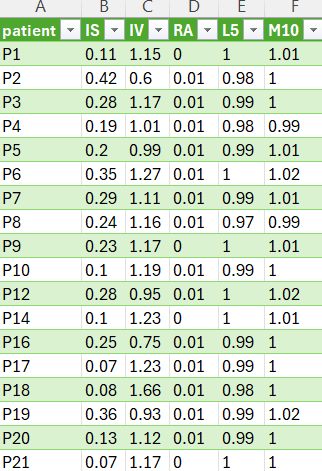 A B C D E F
patient IS IV RA L5 M10
P1 0.11 1.15 0 1 1.01
P2 0.42 0.6 0.01 0.98 1
P3 0.28 1.17 0.01 0.99 1
P4 0.19 1.01 0.01 0.98 0.99
P5 0.2 0.99 0.01 0.99 1.01
P6 0.35 1.27 0.01 1 1.02
P7 0.29 1.11 0.01 0.99 1.01
P8 0.24 1.16 0.01 0.97 0.99
P9 0.23 1.17 0 1 1.01
P10 0.1 1.19 0.01 0.99 1
P12 0.28 0.95 0.01 1 1.02
P14 0.1 1.23 0 1 1.01
P16 0.25 0.75 0.01 0.99 1
P17 0.07 1.23 0.01 0.99 1
P18 0.08 1.66 0.01 0.98 1
P19 0.36 0.93 0.01 0.99 1.02
P20 0.13 1.12 0.01 0.99 1
P21 0.07 1.17 0 1 1